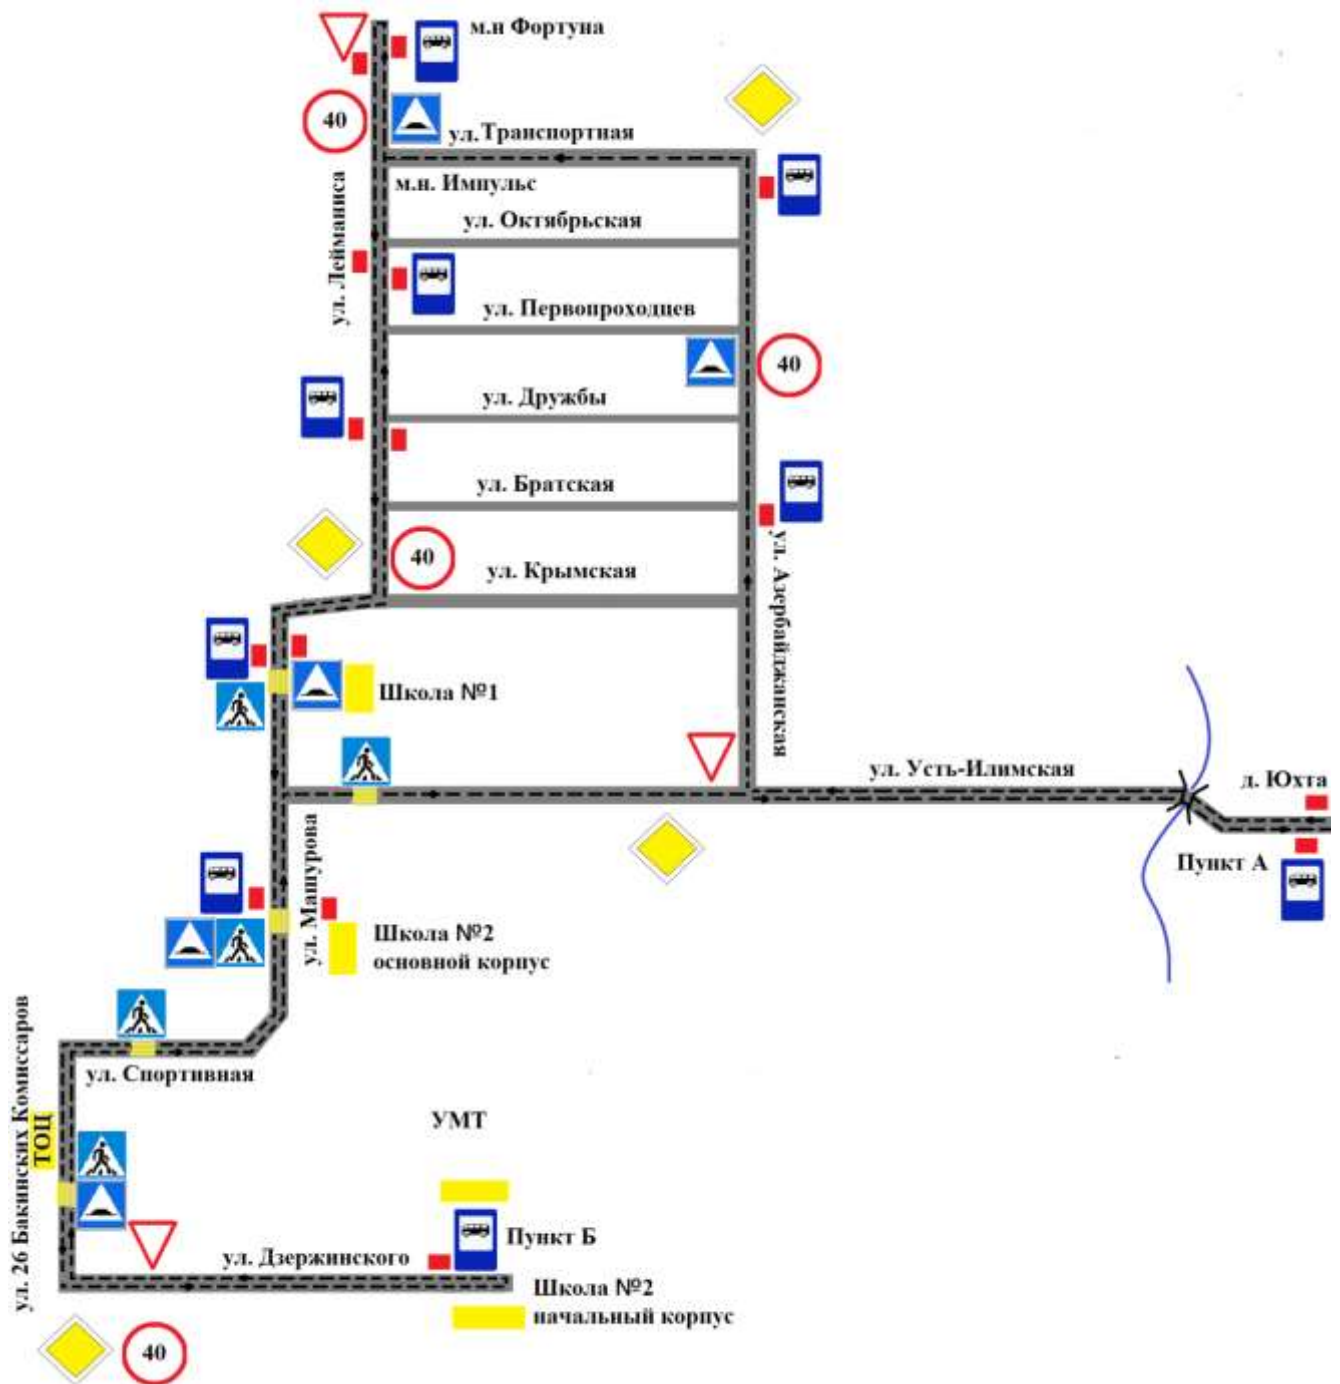 м.н Фортуна
40
ул. Транспортная
м.н. Импульс
ул. Октябрьская
ул. Лейманиса
ул. Первопроходцев
40
ул. Дружбы
ул. Братская
40
ул. Крымская
ул. Азербайджанская
Школа №1
ул. Усть-Илимская
д. Юхта
Пункт А
ул. Машурова
Школа №2
основной корпус
ул. Спортивная
ул. 26 Бакинских Комиссаров
ТОЦ
УМТ
Пункт Б
ул. Дзержинского
Школа №2
начальный корпус
40